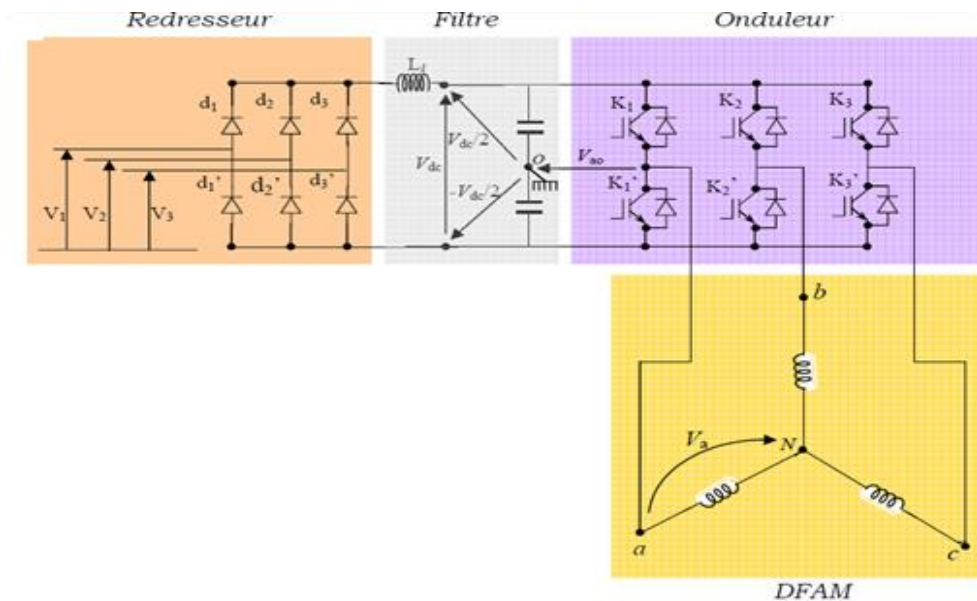 Redresseur Filtre Onduleur
d₁ d₂ d₃
d₁’ d₂’ d₃’
V₁ V₂ V₃
Vdc
Vdc/2
-Vdc/2
o
Vao
K₁ K₂ K₃
K₁’ K₂’ K₃’
b
Va
N
a
c
DFAM